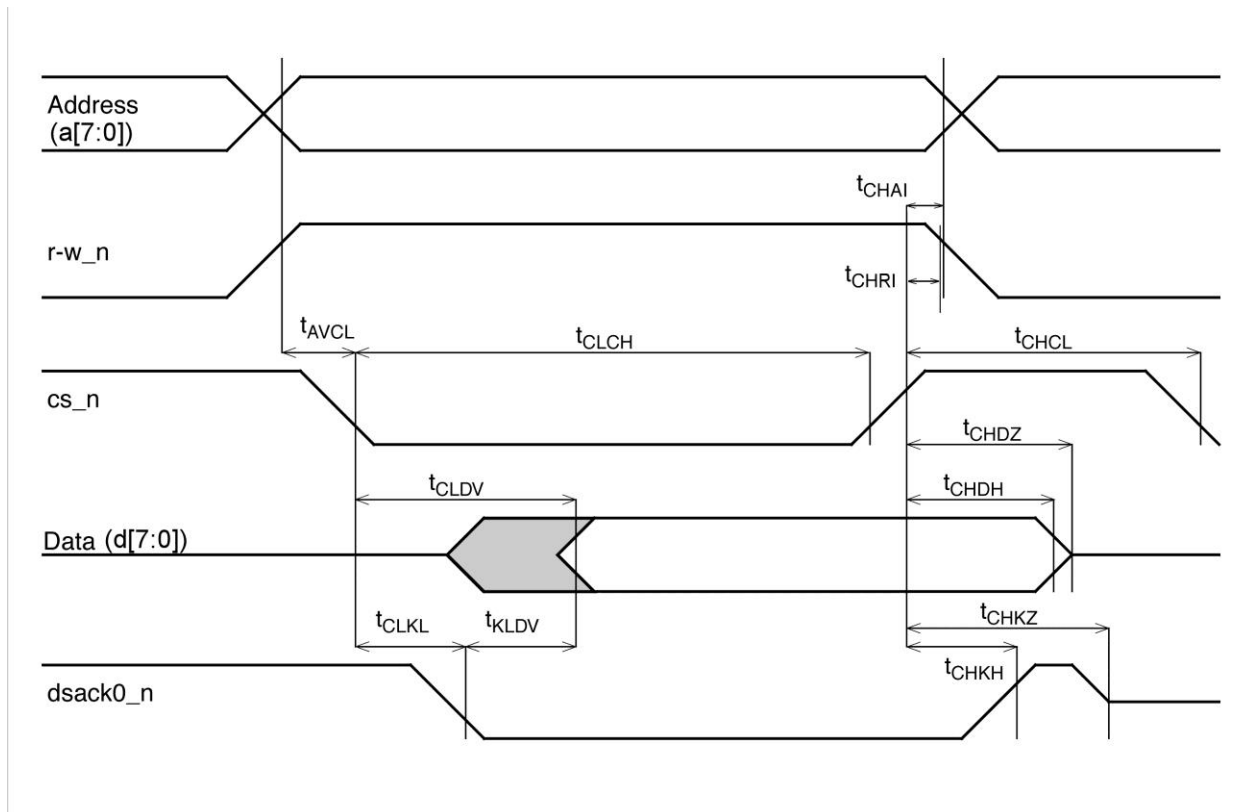 Address
(a[7:0])
tCHAI
r-w_n
tCHRI
tAVCL
tCLCH
tCHCL
cs_n
tCHDZ
tCLDV
tCHDH
Data (d[7:0])
tCLKL
tKLDV
tCHKZ
tCHKH
dsack0_n